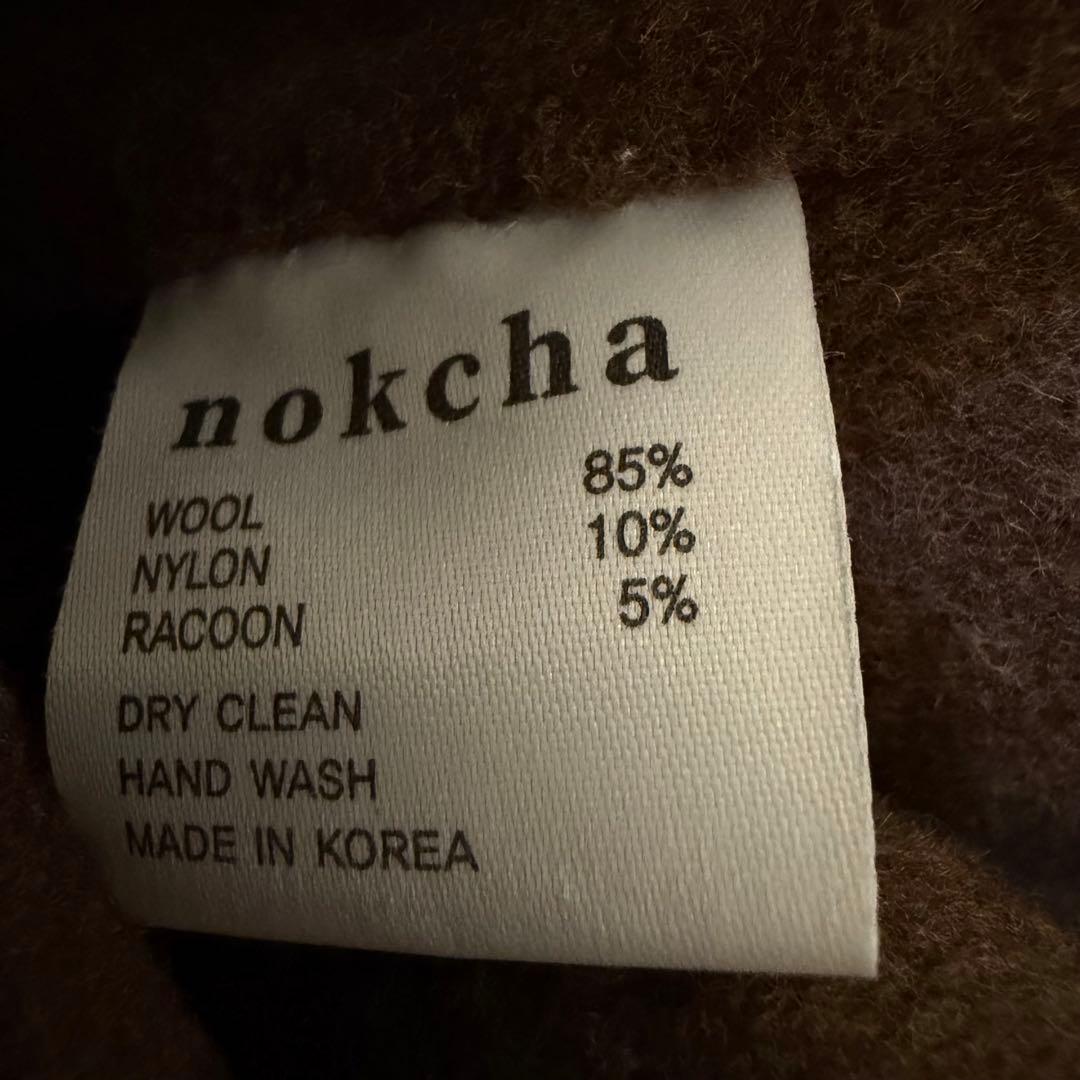 nokcha
WOOL 85%
NYLON 10%
RACOON 5%
DRY CLEAN
HAND WASH
MADE IN KOREA